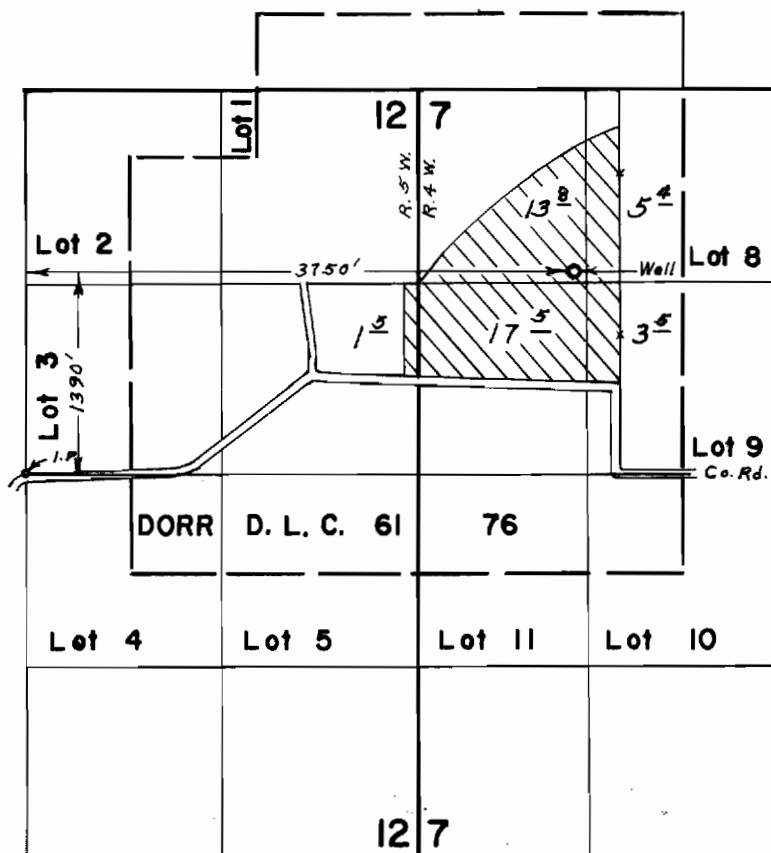 Lot 1
12 7
R. 5 W.
R. 4 W.
13 8
5 4
Lot 2
3750'
Well
Lot 8
1 5
17 5
3 5
Lot 3
1390'
I.P.
Lot 9
Co. Rd.
DORR D. L. C. 61 76
Lot 4 Lot 5 Lot 11 Lot 10
12 7